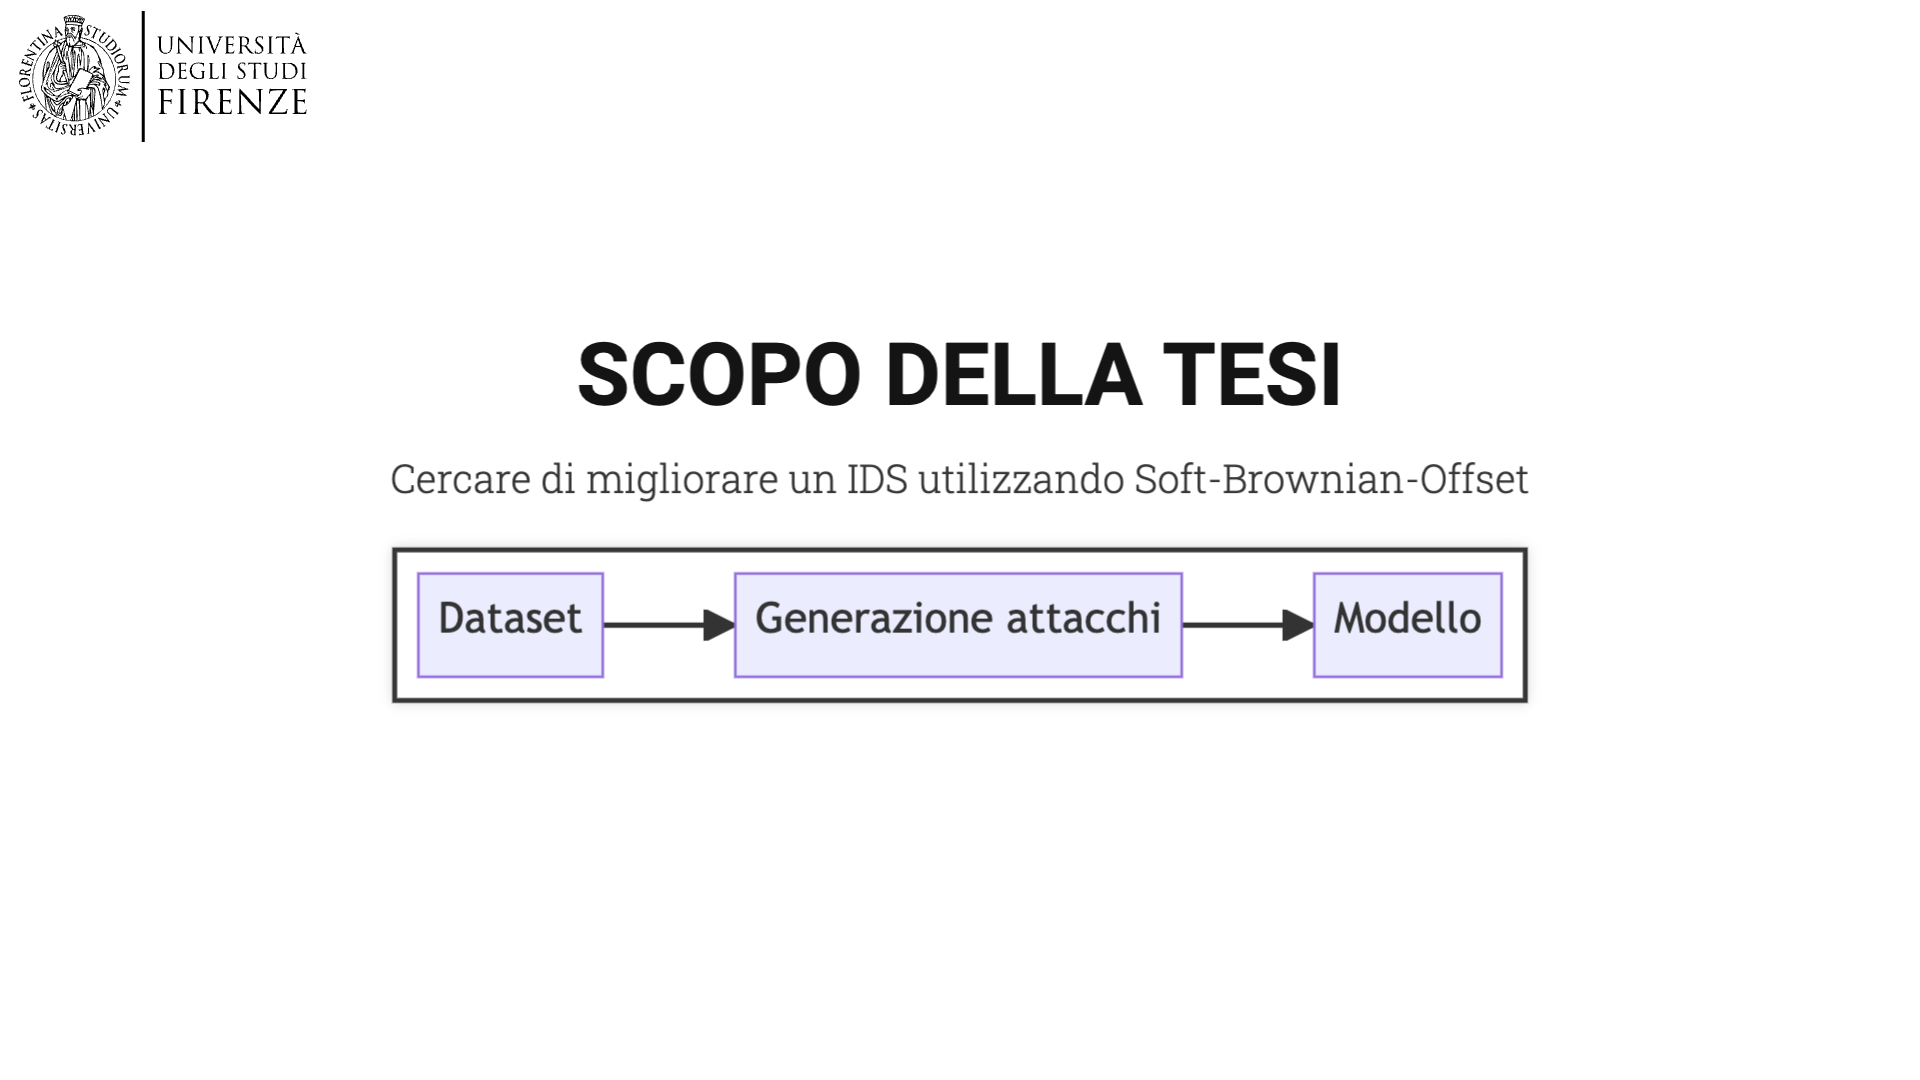 FLORENTINA STUDIORUM UNIVERSITAS
UNIVERSITÀ
DEGLI STUDI
FIRENZE
SCOPO DELLA TESI
Cercare di migliorare un IDS utilizzando Soft-Brownian-Offset
Dataset Generazione attacchi Modello